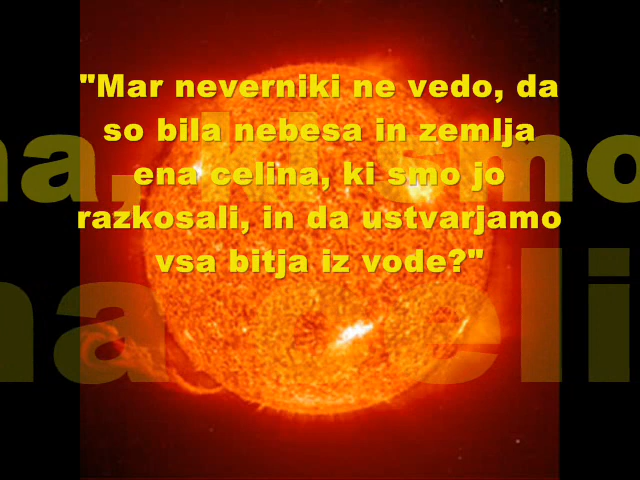 "Mar neverniki ne vedo, da
so bila nebesa in zemlja
ena celina, ki smo jo
razkosali, in da ustvarjamo
vsa bitja iz vode?"